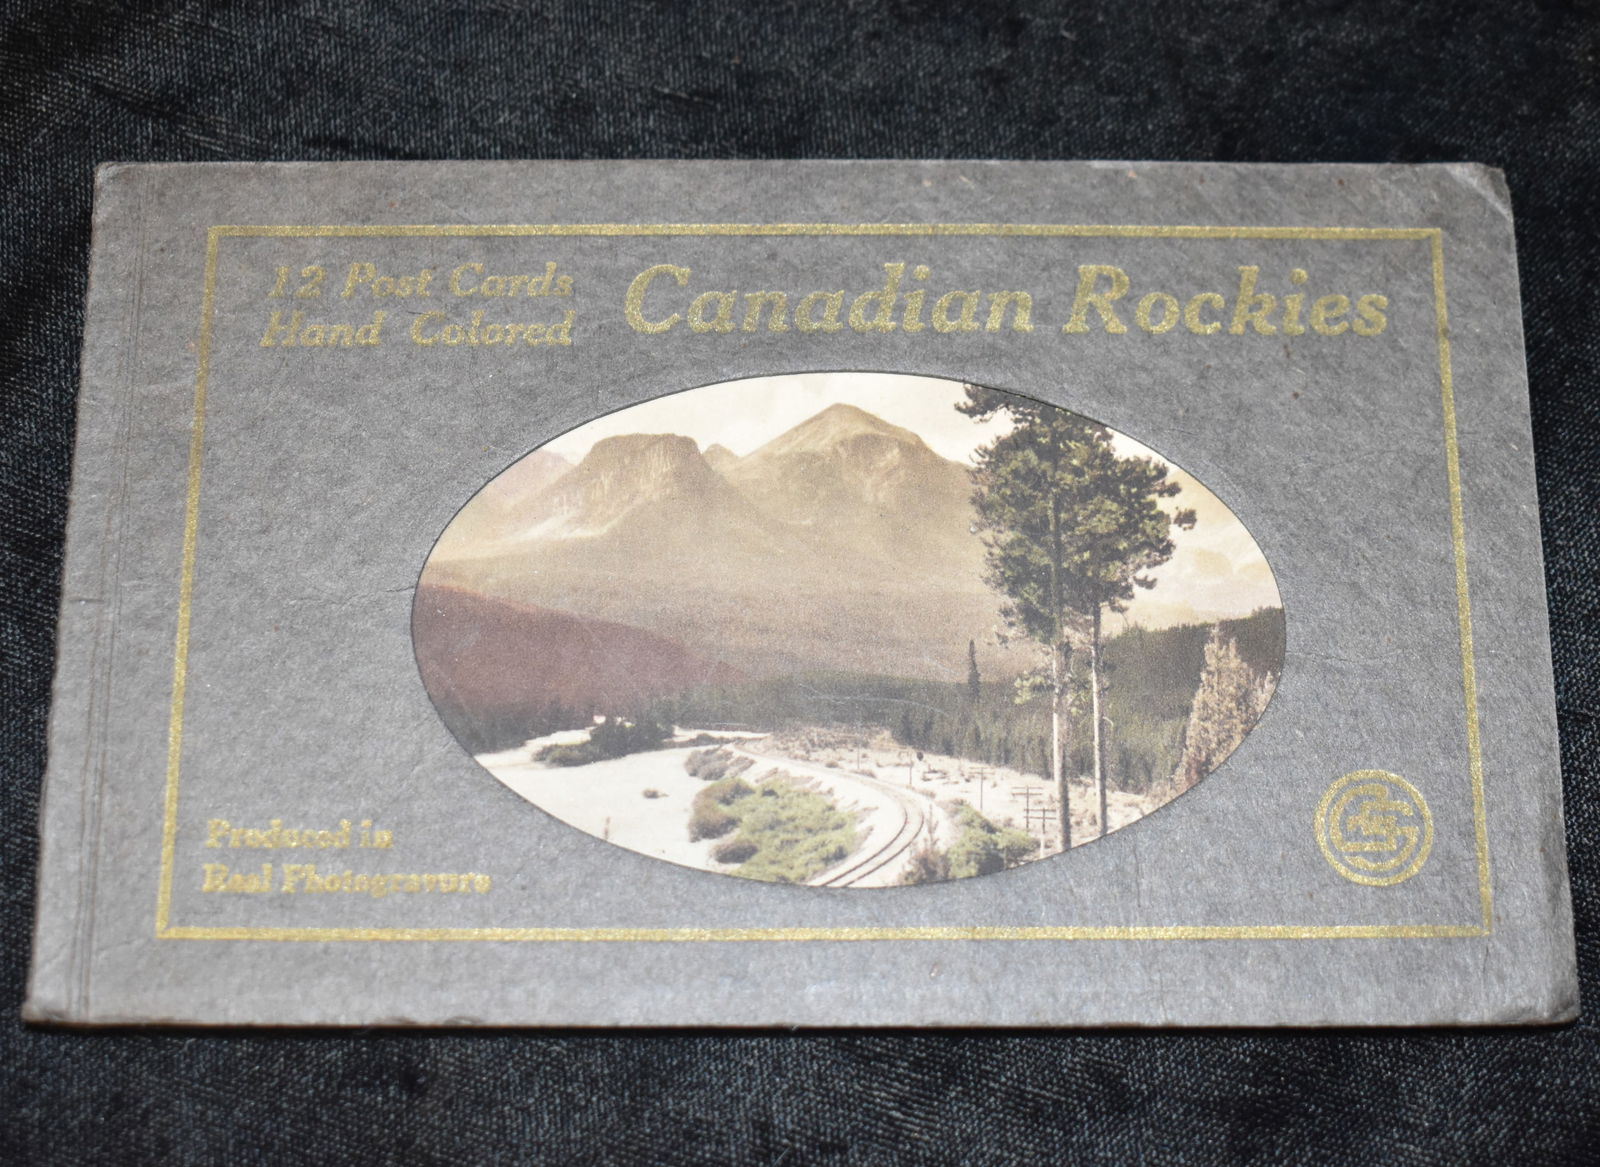 12 Post Cards
Hand Colored
Canadian Rockies
Produced in
Real Photogravure